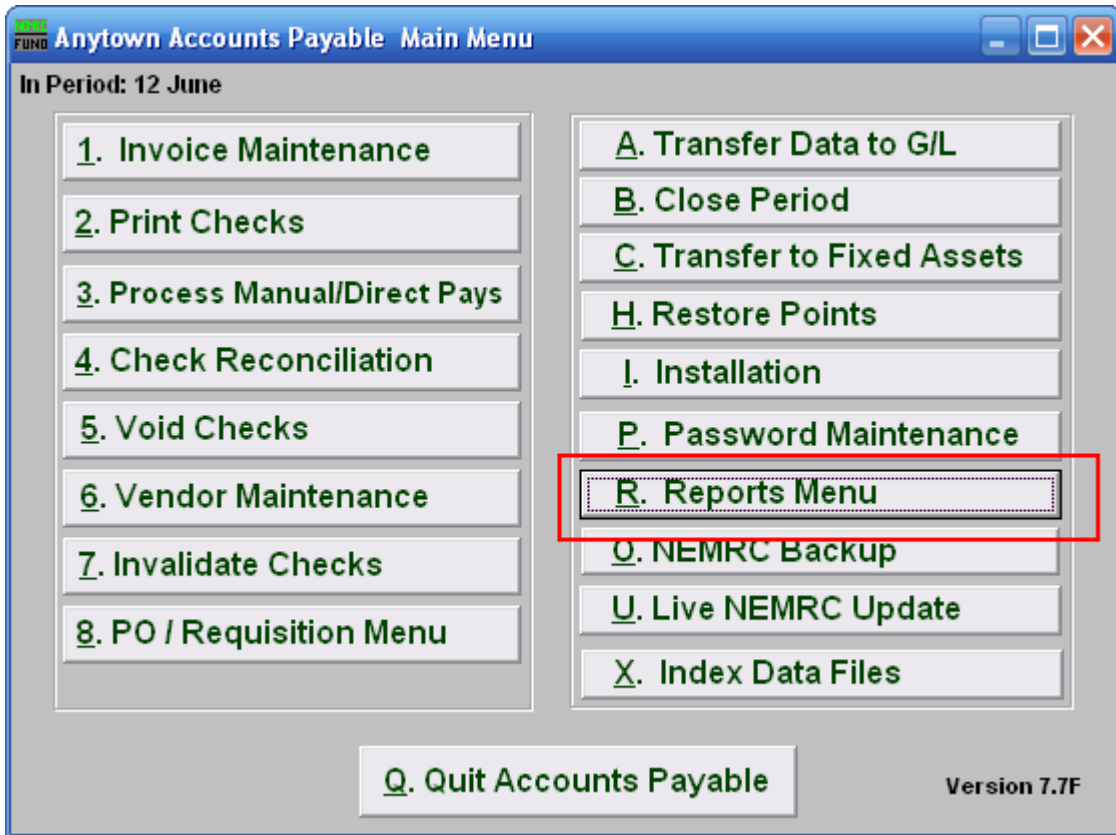 NEMRC
FUND Anytown Accounts Payable Main Menu
In Period: 12 June
1. Invoice Maintenance
2. Print Checks
3. Process Manual/Direct Pays
4. Check Reconciliation
5. Void Checks
6. Vendor Maintenance
7. Invalidate Checks
8. PO / Requisition Menu
A. Transfer Data to G/L
B. Close Period
C. Transfer to Fixed Assets
H. Restore Points
I. Installation
P. Password Maintenance
R. Reports Menu
O. NEMRC Backup
U. Live NEMRC Update
X. Index Data Files
Q. Quit Accounts Payable
Version 7.7F